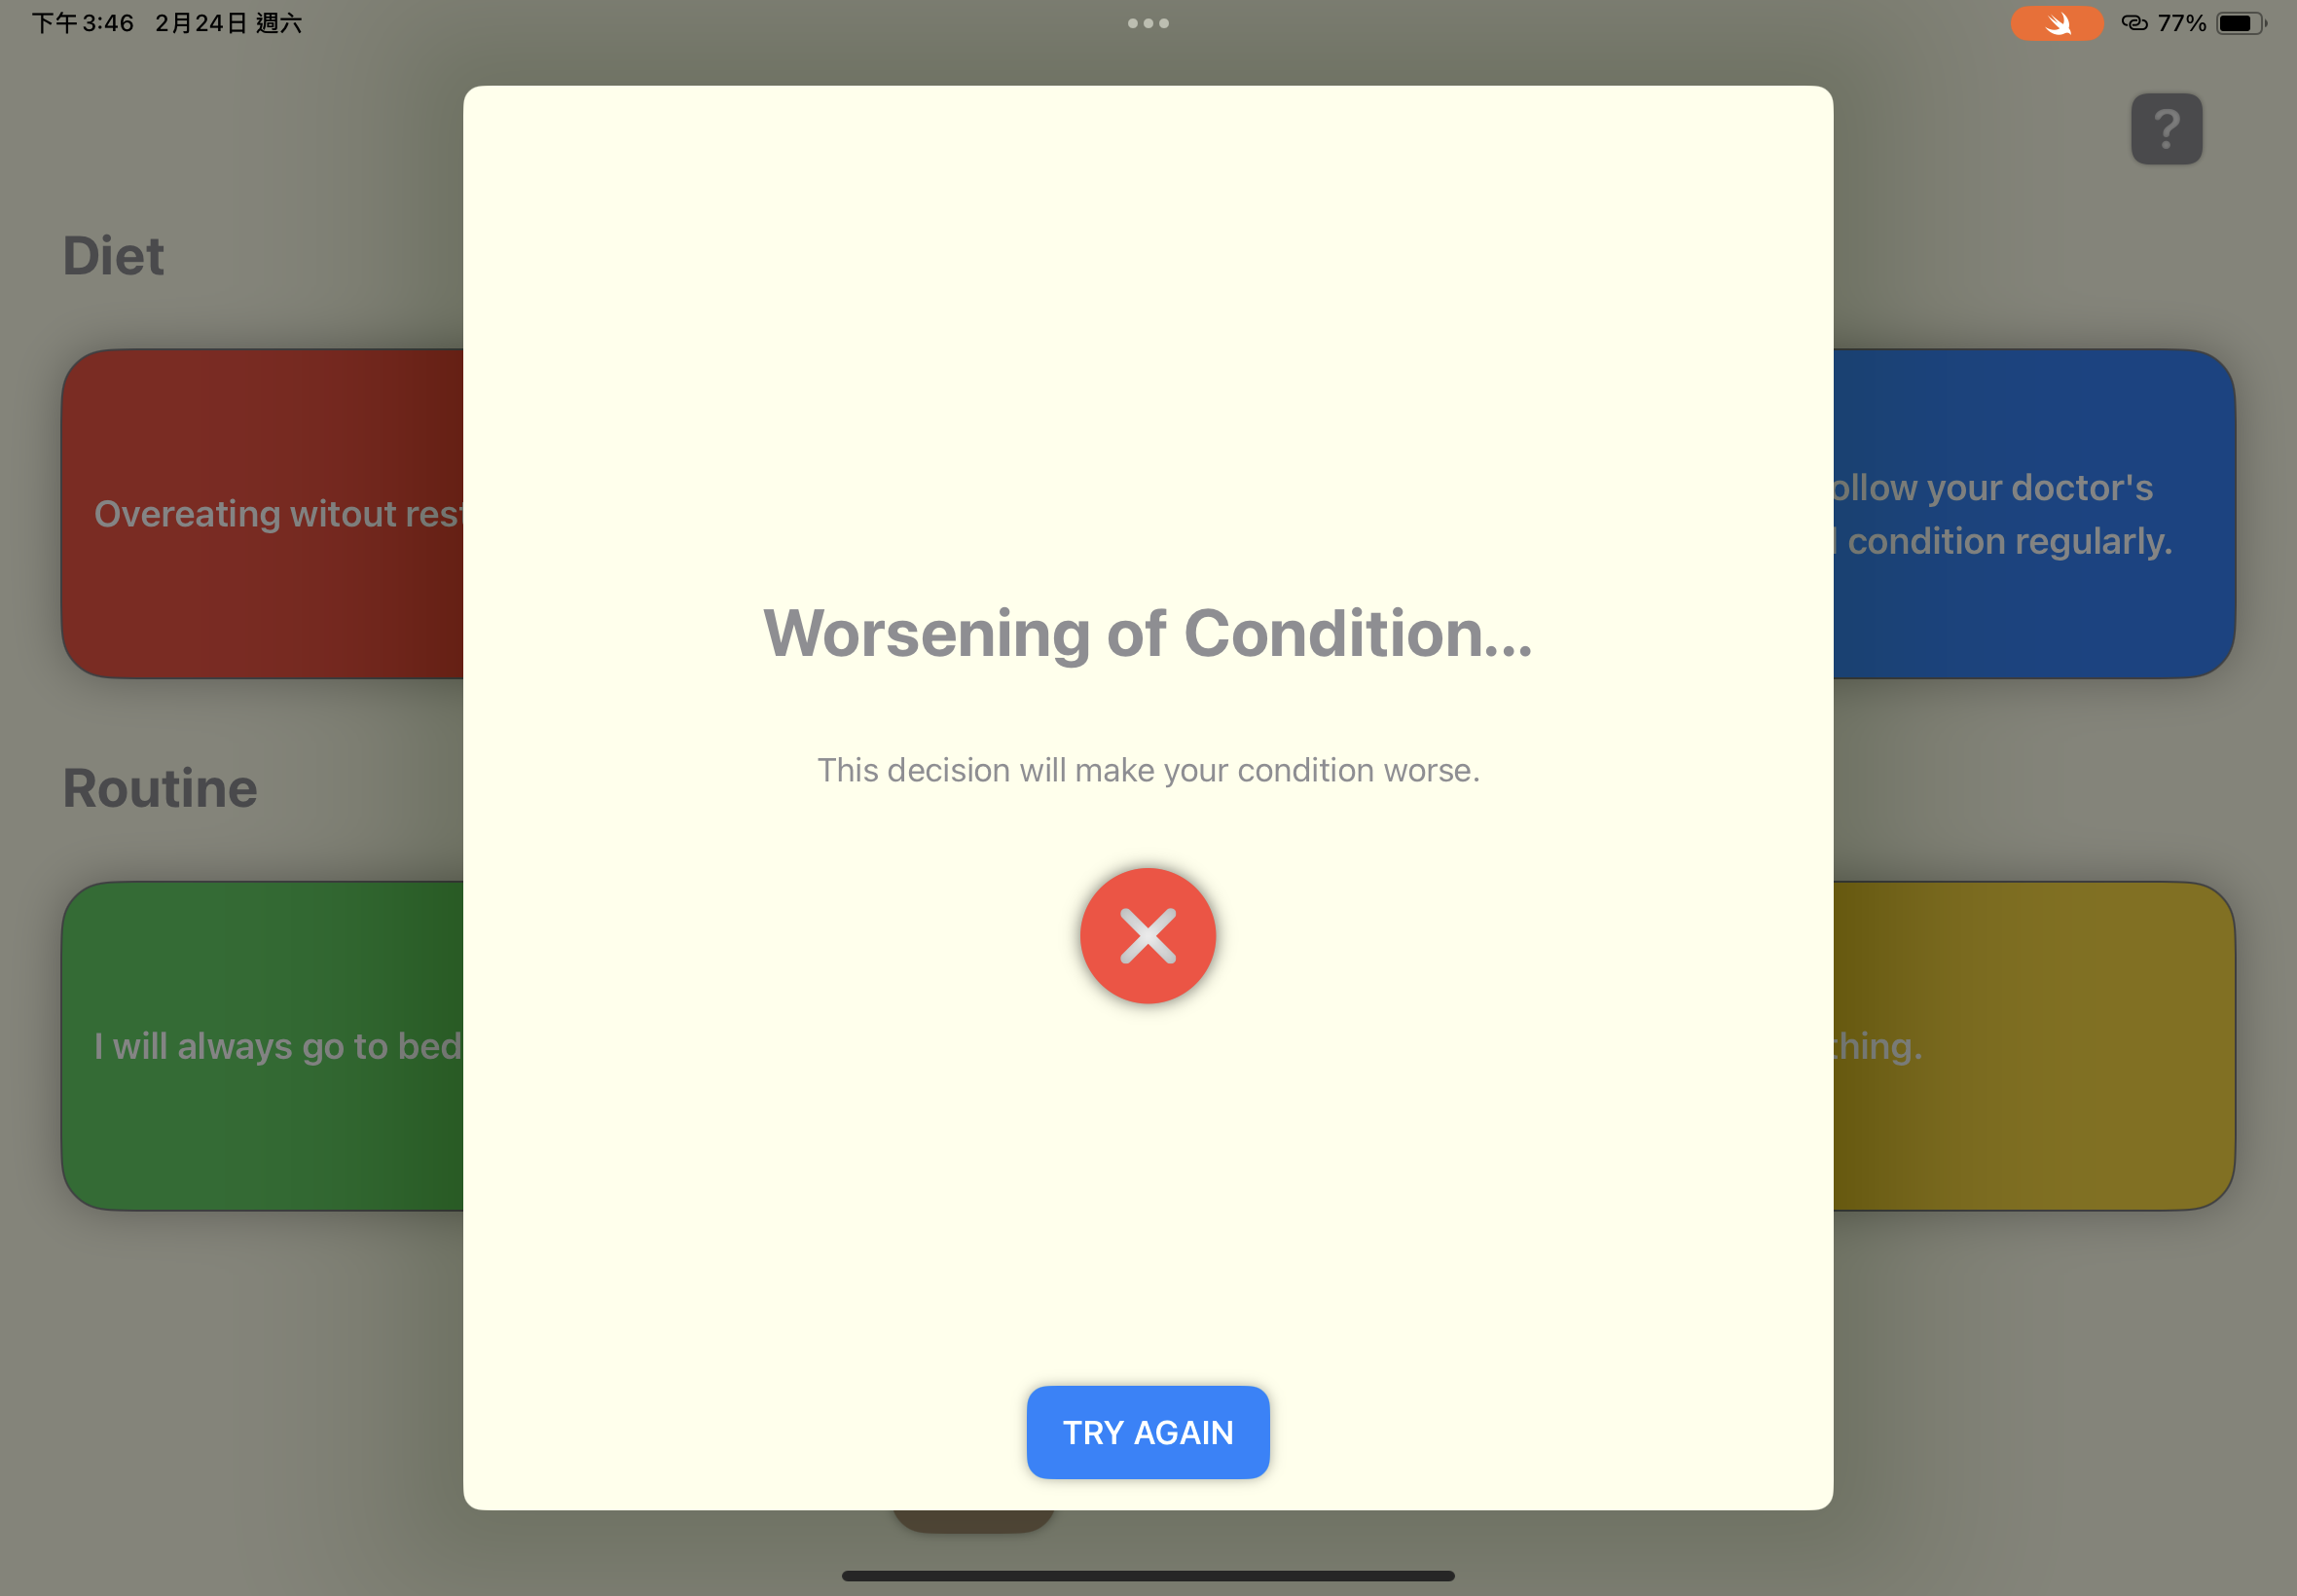 下午3:46 2月24日 週六
77%
?
Diet
Overeating witout
ollow your doctor's
condition regularly.
Worsening of Condition...
This decision will make your condition worse.
Routine
I will always go to bed
thing.
TRY AGAIN